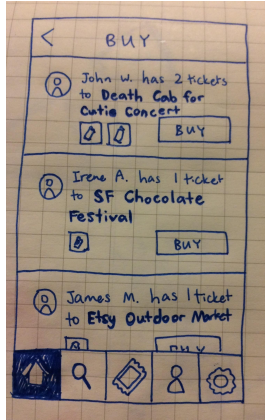 BUY
John W. has 2 tickets
to Death Cab for
Cutie concert
BUY
Irene A. has 1 ticket
to SF Chocolate
Festival
BUY
James M. has 1 ticket
to Etsy Outdoor Market
BUY